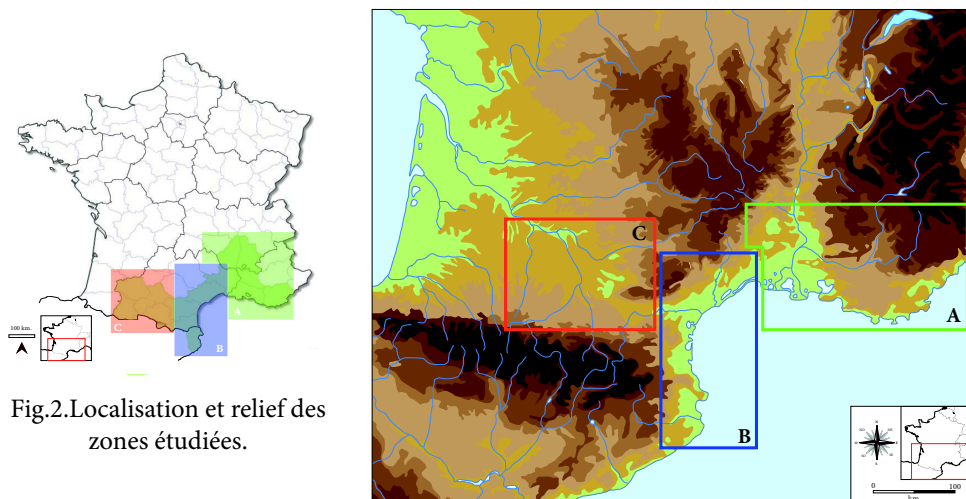 A
B
C
100 km.
Fig.2.Localisation et relief des
zones étudiées.
C
A
B
N
E
S
O
0 100
km